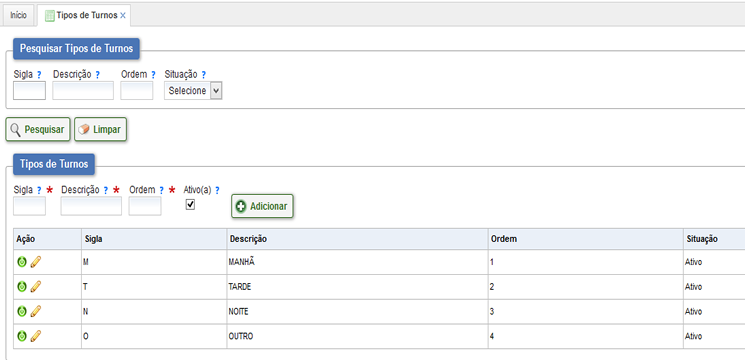 Início Tipos de Turnos X
Pesquisar Tipos de Turnos
Sigla ? Descrição ? Ordem ? Situação ?
Selecione
Pesquisar Limpar
Tipos de Turnos
Sigla ? * Descrição ? * Ordem ? * Ativo(a) ?
Adicionar
Ação Sigla Descrição Ordem Situação
M MANHÃ 1 Ativo
T TARDE 2 Ativo
N NOITE 3 Ativo
O OUTRO 4 Ativo